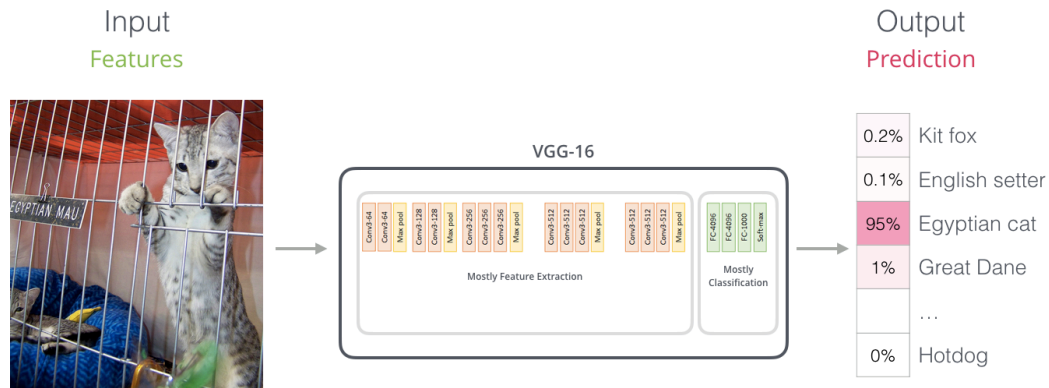 Input
Features
EGYPTIAN MAU
VGG-16
Conv3-64
Conv3-64
Max pool
Conv3-128
Conv3-128
Max pool
Conv3-256
Conv3-256
Conv3-256
Max pool
Conv3-512
Conv3-512
Conv3-512
Max pool
Conv3-512
Conv3-512
Conv3-512
Max pool
Mostly Feature Extraction
FC-4096
FC-4096
FC-1000
Soft-max
Mostly
Classification
Output
Prediction
0.2% Kit fox
0.1% English setter
95% Egyptian cat
1% Great Dane
...
0% Hotdog